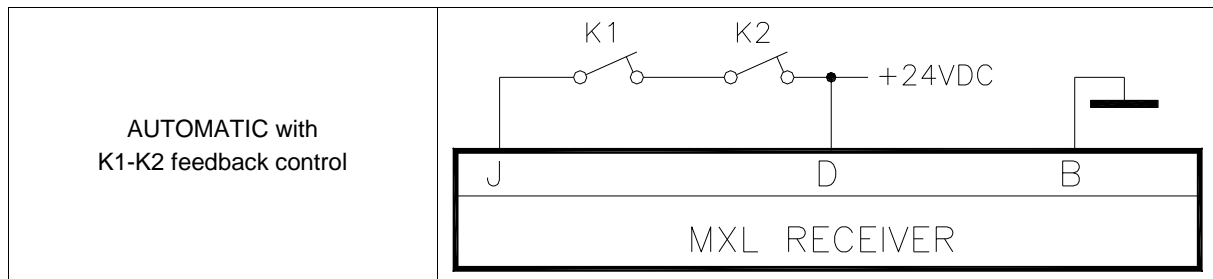 AUTOMATIC with
K1-K2 feedback control
K1 K2
+24VDC
J D B
MXL RECEIVER